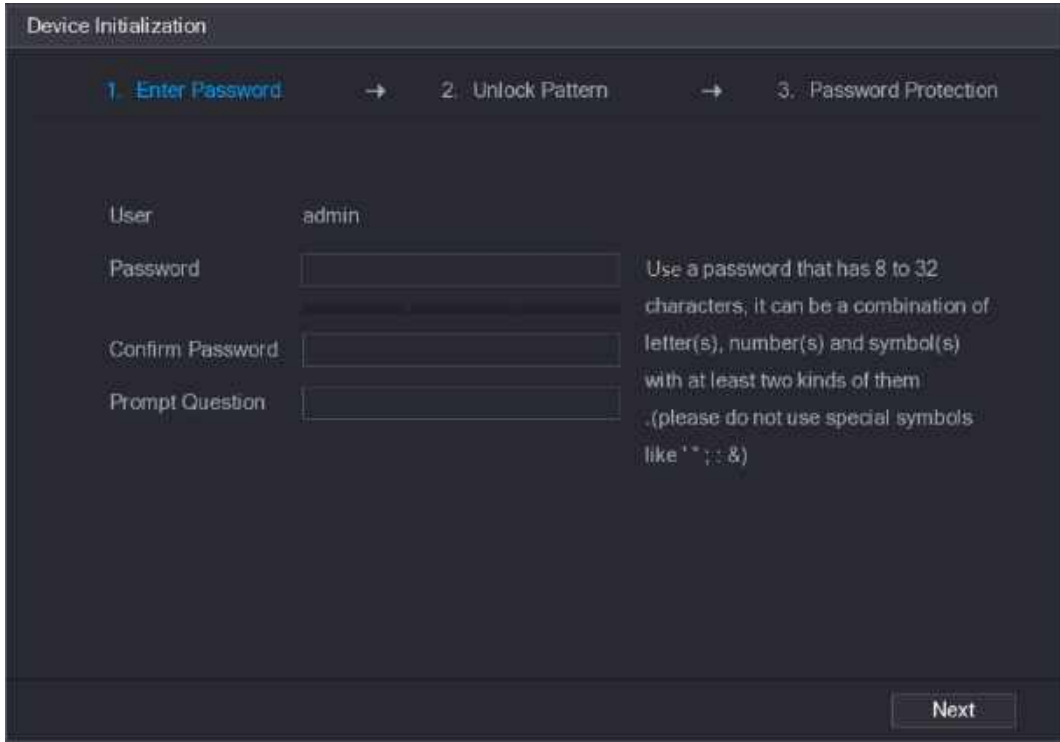 Device Initialization
1. Enter Password → 2. Unlock Pattern → 3. Password Protection
User admin
Password
Use a password that has 8 to 32
characters, it can be a combination of
letter(s), number(s) and symbol(s)
with at least two kinds of them
.(please do not use special symbols
like ' " ; : &)
Confirm Password
Prompt Question
Next